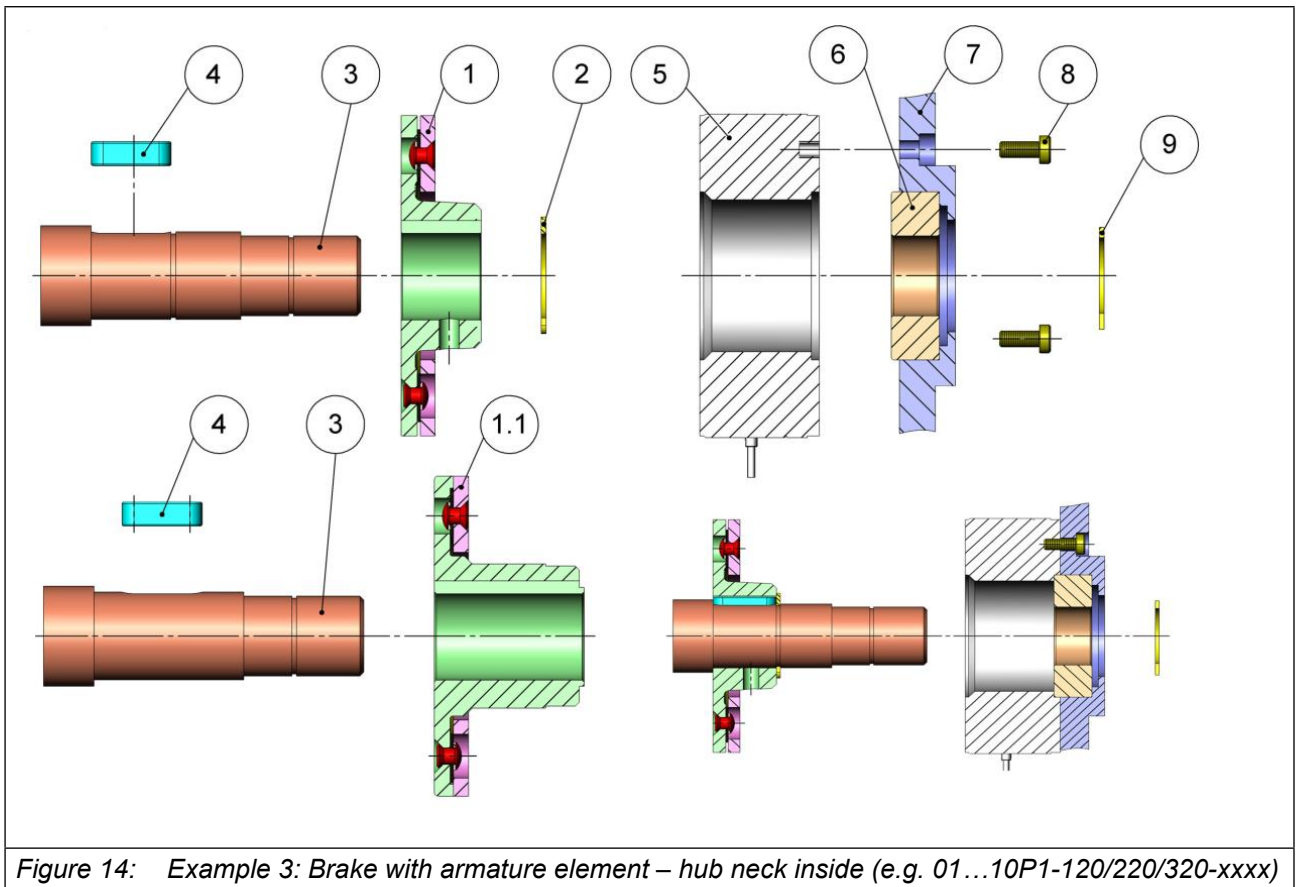 4 3 1 2 5 6 7 8 9
4 3 1.1
Figure 14: Example 3: Brake with armature element – hub neck inside (e.g. 01…10P1-120/220/320-xxxx)